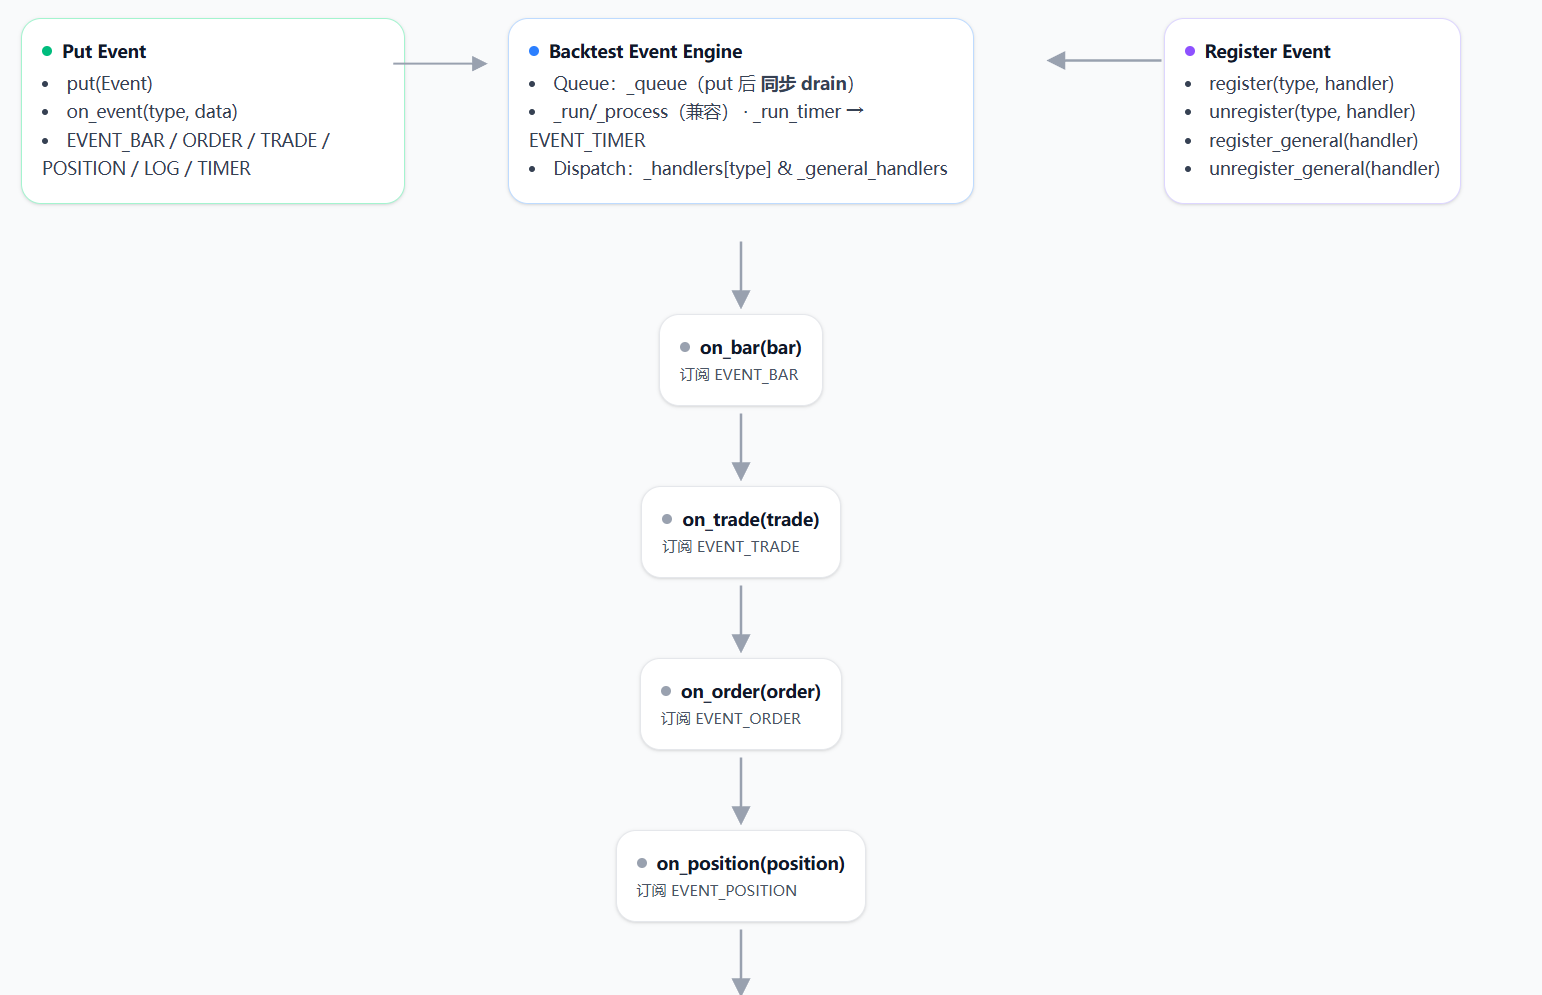 Put Event
• put(Event)
• on_event(type, data)
• EVENT_BAR / ORDER / TRADE /
POSITION / LOG / TIMER
Backtest Event Engine
• Queue：_queue（put 后 同步 drain）
• _run/_process（兼容） · _run_timer →
EVENT_TIMER
• Dispatch：_handlers[type] & _general_handlers
Register Event
• register(type, handler)
• unregister(type, handler)
• register_general(handler)
• unregister_general(handler)
on_bar(bar)
订阅 EVENT_BAR
on_trade(trade)
订阅 EVENT_TRADE
on_order(order)
订阅 EVENT_ORDER
on_position(position)
订阅 EVENT_POSITION